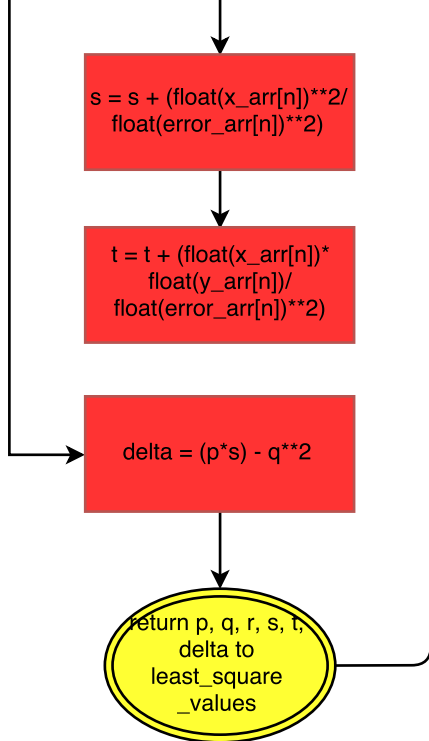 s = s + (float(x_arr[n])**2/
float(error_arr[n])**2)
t = t + (float(x_arr[n])*
float(y_arr[n])/
float(error_arr[n])**2)
delta = (p*s) - q**2
return p, q, r, s, t,
delta to
least_square
_values